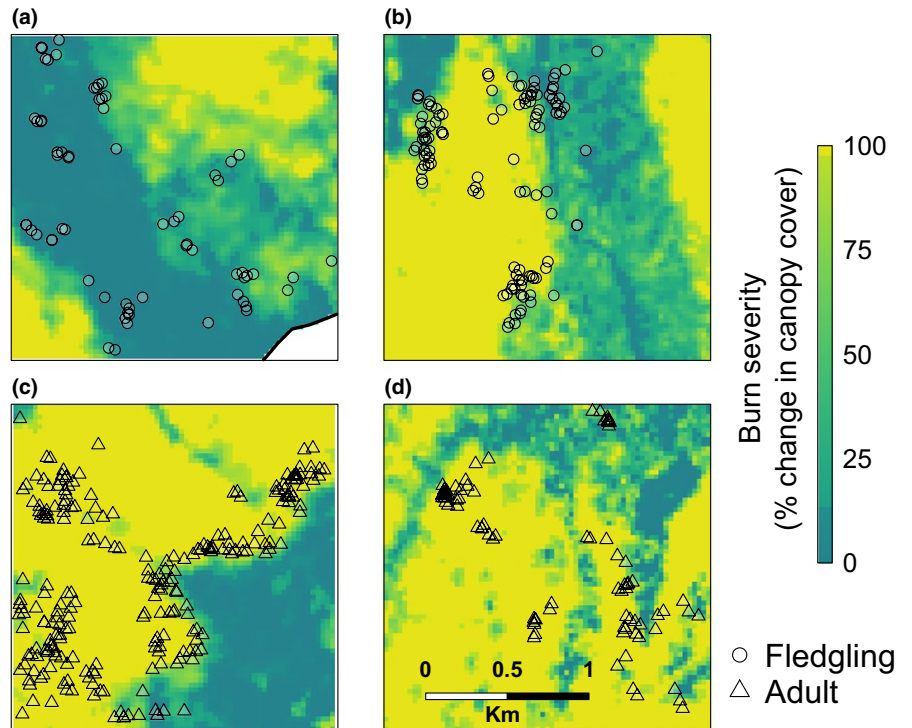 (a)
(b)
(c)
(d)
Burn severity
(% change in canopy cover)
100
75
50
25
0
0 0.5 1
Km
Fledgling
Adult